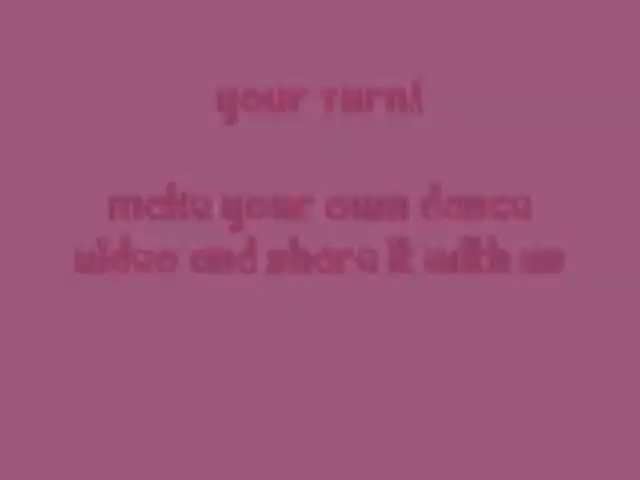 your turn!
make your own dance
video and share it with us